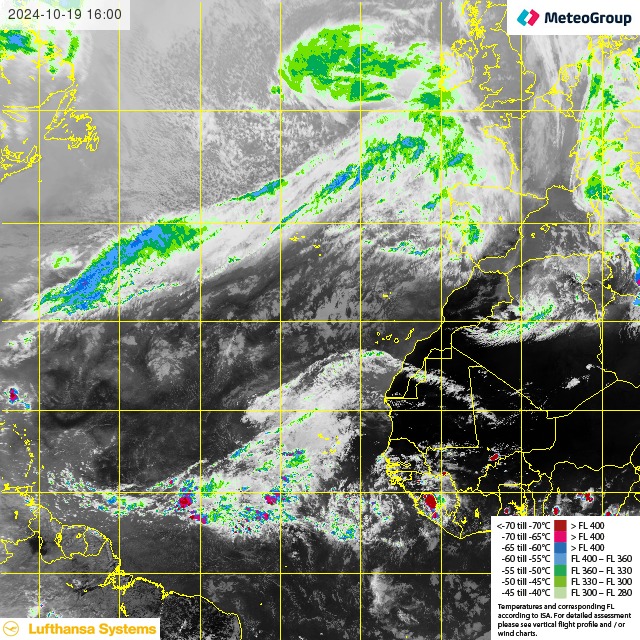 2024-10-19 16:00
MeteoGroup
<-70 till -70°C > FL 400
-70 till -65°C > FL 400
-65 till -60°C > FL 400
-60 till -55°C FL 400 – FL 360
-55 till -50°C FL 360 – FL 330
-50 till -45°C FL 330 – FL 300
-45 till -40°C FL 300 – FL 280
Temperatures and corresponding FL
according to ISA. For detailed assessment
please see vertical flight profile and / or
wind charts.
Lufthansa Systems